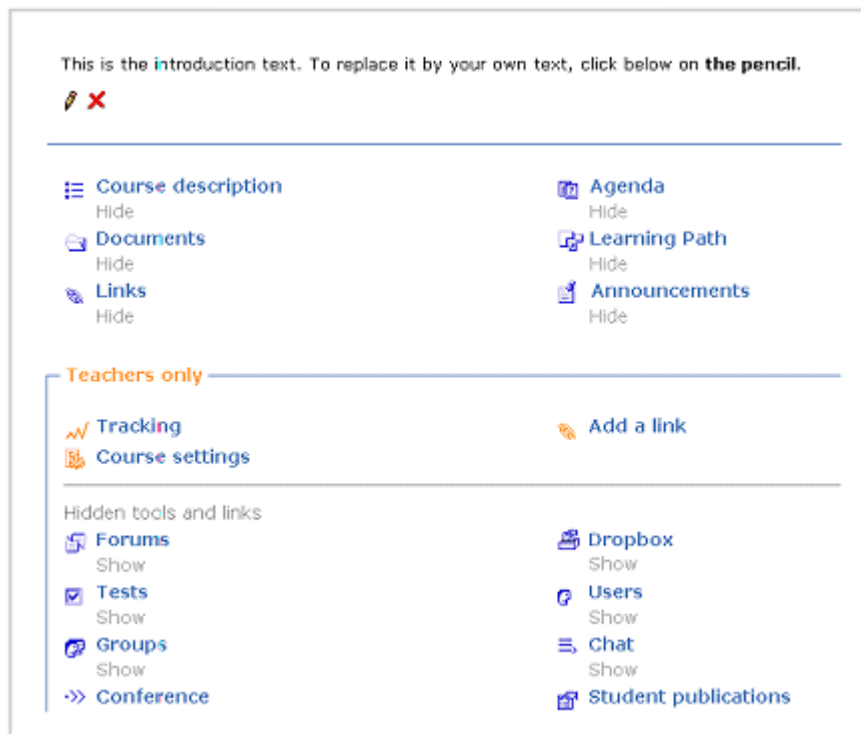 This is the introduction text. To replace it by your own text, click below on the pencil.
Course description
Agenda
Hide
Hide
Documents
Learning Path
Hide
Hide
Links
Announcements
Hide
Hide
Teachers only
Tracking
Add a link
Course settings
Hidden tools and links
Forums
Dropbox
Show
Show
Tests
Users
Show
Show
Groups
Chat
Show
Show
Conference
Student publications